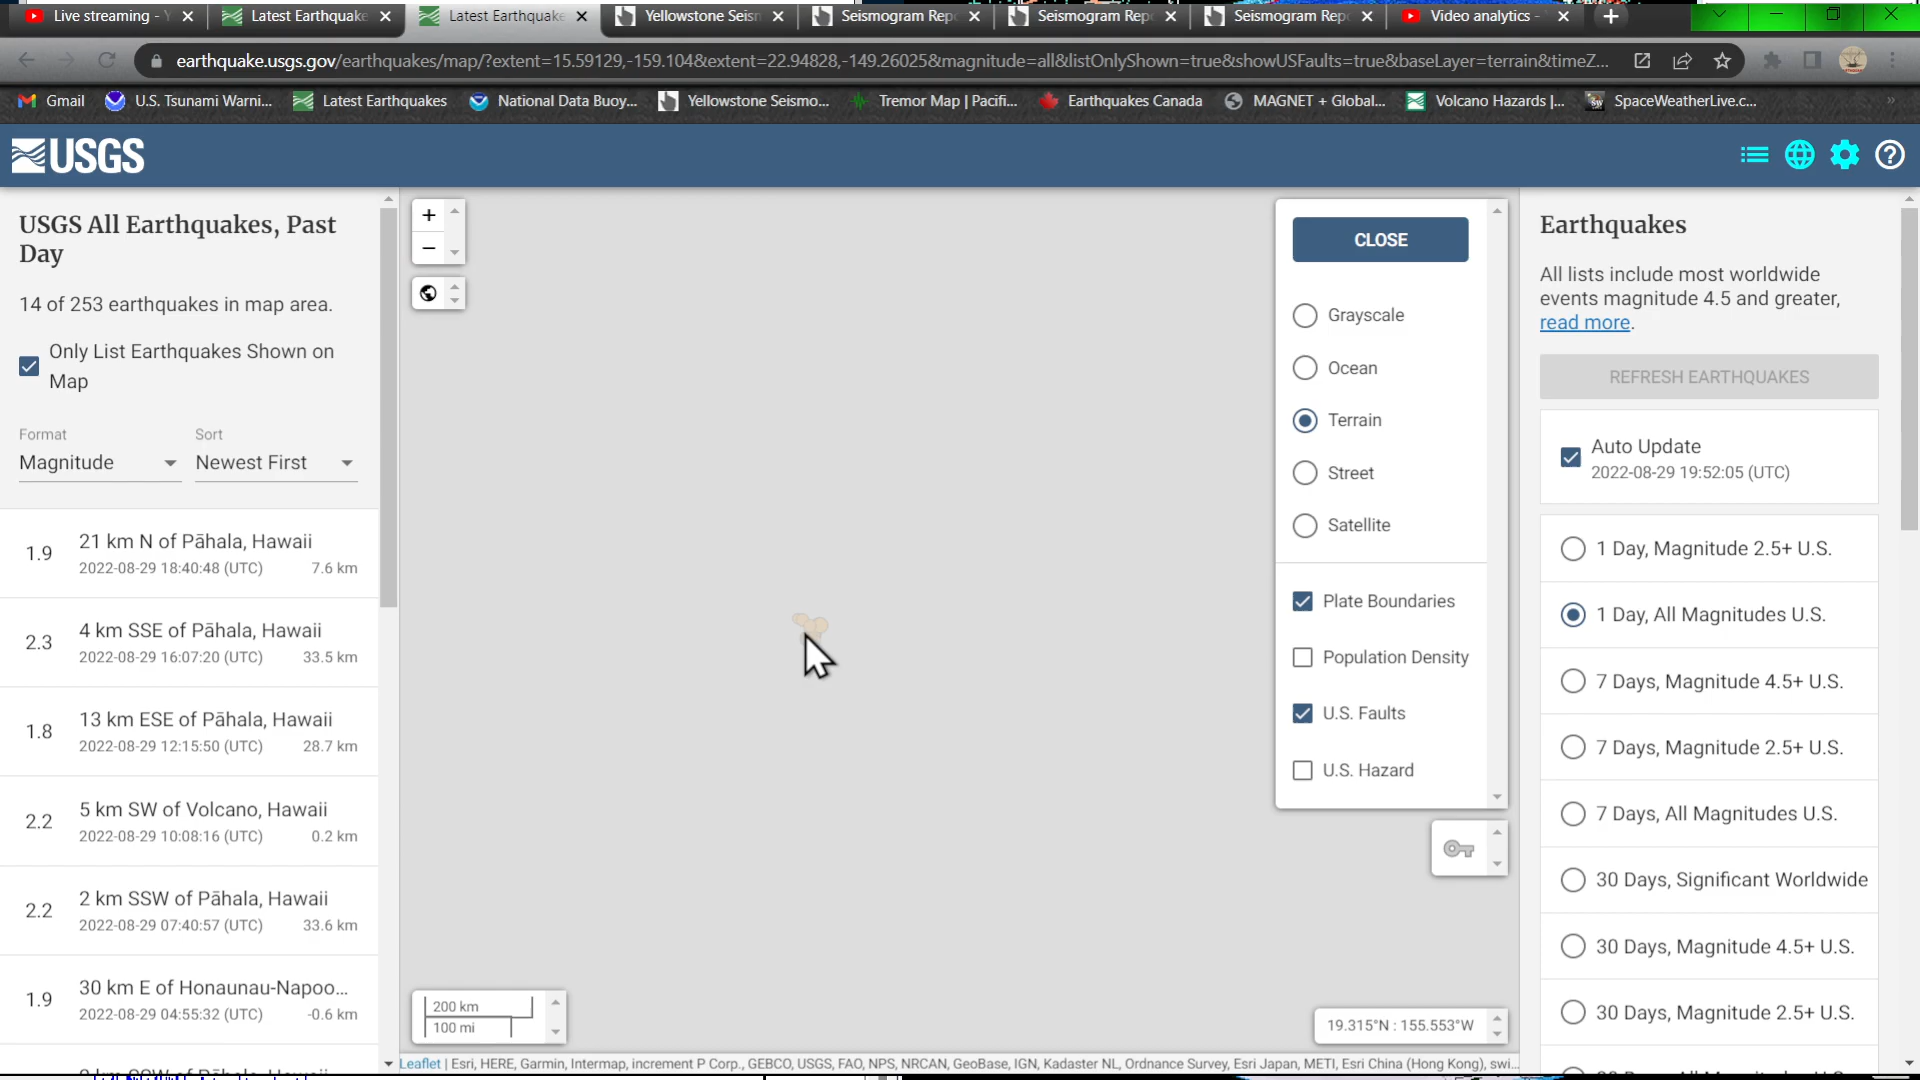 Live streaming - Y
Latest Earthquake
Latest Earthquake
Yellowstone Seism
Seismogram Repo
Seismogram Repo
Seismogram Repo
Video analytics -
earthquake.usgs.gov/earthquakes/map/?extent=15.59129,-159.104&extent=22.94828,-149.26025&magnitude=all&listOnlyShown=true&showUSFaults=true&baseLayer=terrain&timeZ...
Gmail
U.S. Tsunami Warni...
Latest Earthquakes
National Data Buoy...
Yellowstone Seismo...
Tremor Map | Pacifi...
Earthquakes Canada
MAGNET + Global...
Volcano Hazards |...
SpaceWeatherLive.c...
USGS
USGS All Earthquakes, Past
Day
14 of 253 earthquakes in map area.
Only List Earthquakes Shown on
Map
Format
Sort
Magnitude
Newest First
1.9
21 km N of Pāhala, Hawaii
2022-08-29 18:40:48 (UTC) 7.6 km
2.3
4 km SSE of Pāhala, Hawaii
2022-08-29 16:07:20 (UTC) 33.5 km
1.8
13 km ESE of Pāhala, Hawaii
2022-08-29 12:15:50 (UTC) 28.7 km
2.2
5 km SW of Volcano, Hawaii
2022-08-29 10:08:16 (UTC) 0.2 km
2.2
2 km SSW of Pāhala, Hawaii
2022-08-29 07:40:57 (UTC) 33.6 km
1.9
30 km E of Honaunau-Napoo...
2022-08-29 04:55:32 (UTC) -0.6 km
+
−
200 km
100 mi
CLOSE
Grayscale
Ocean
Terrain
Street
Satellite
Plate Boundaries
Population Density
U.S. Faults
U.S. Hazard
19.315°N : 155.553°W
Leaflet | Esri, HERE, Garmin, Intermap, increment P Corp., GEBCO, USGS, FAO, NPS, NRCAN, GeoBase, IGN, Kadaster NL, Ordnance Survey, Esri Japan, METI, Esri China (Hong Kong), swi...
Earthquakes
All lists include most worldwide
events magnitude 4.5 and greater,
read more.
REFRESH EARTHQUAKES
Auto Update
2022-08-29 19:52:05 (UTC)
1 Day, Magnitude 2.5+ U.S.
1 Day, All Magnitudes U.S.
7 Days, Magnitude 4.5+ U.S.
7 Days, Magnitude 2.5+ U.S.
7 Days, All Magnitudes U.S.
30 Days, Significant Worldwide
30 Days, Magnitude 4.5+ U.S.
30 Days, Magnitude 2.5+ U.S.